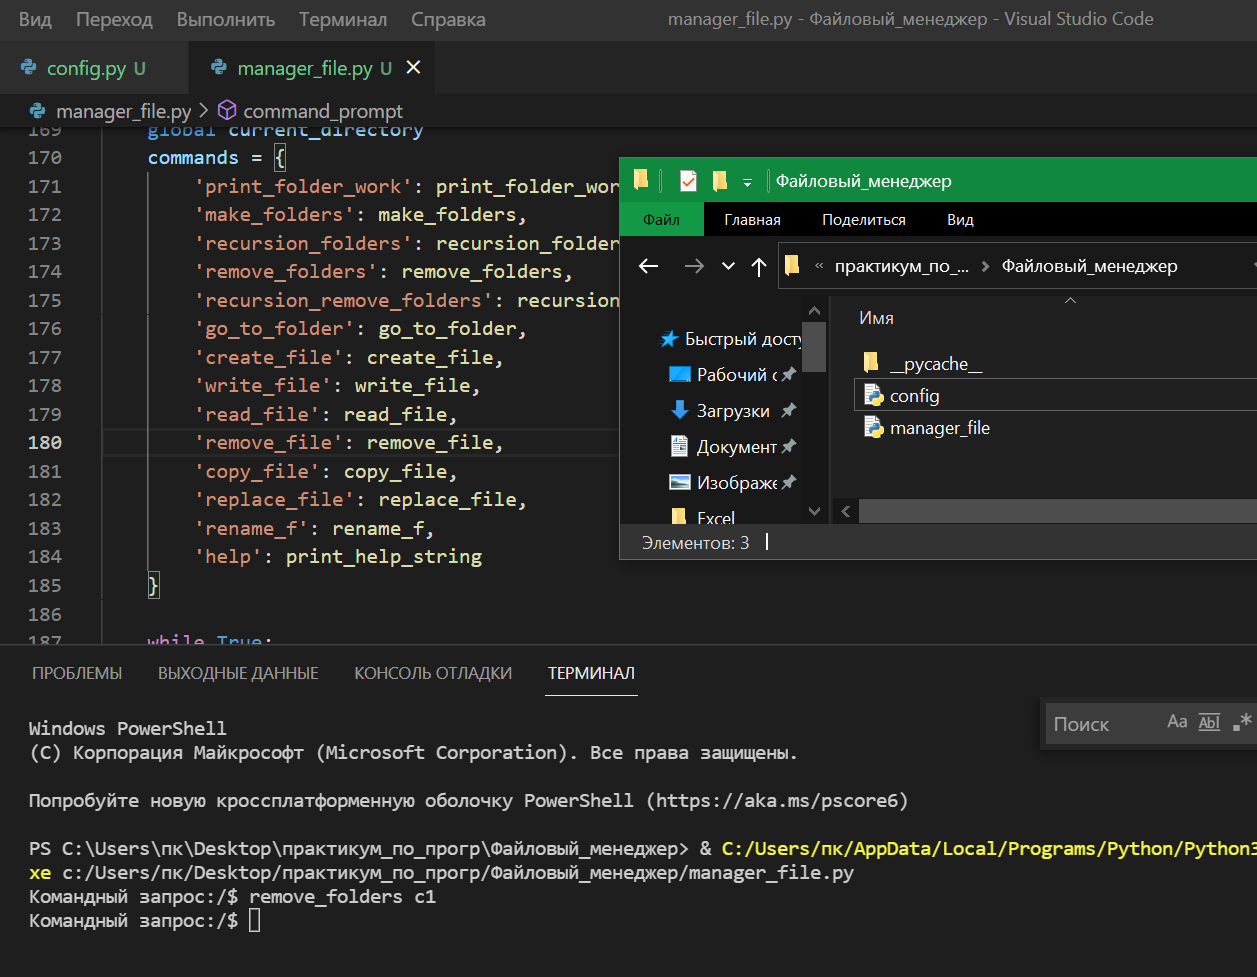 Вид Переход Выполнить Терминал Справка manager_file.py - Файловый_менеджер - Visual Studio Code
config.py U manager_file.py U
manager_file.py > command_prompt
169 global current_directory
170 commands = {
171 'print_folder_work': print_folder_wor
172 'make_folders': make_folders,
173 'recursion_folders': recursion_folder
174 'remove_folders': remove_folders,
175 'recursion_remove_folders': recursion
176 'go_to_folder': go_to_folder,
177 'create_file': create_file,
178 'write_file': write_file,
179 'read_file': read_file,
180 'remove_file': remove_file,
181 'copy_file': copy_file,
182 'replace_file': replace_file,
183 'rename_f': rename_f,
184 'help': print_help_string
185 }
186
187 while True:
Файловый_менеджер
Файл Главная Поделиться Вид
« практикум_по_... > Файловый_менеджер
Имя
Быстрый досту
Рабочий с
Загрузки
Документ
Изображе
Excel
__pycache__
config
manager_file
Элементов: 3
ПРОБЛЕМЫ ВЫХОДНЫЕ ДАННЫЕ КОНСОЛЬ ОТЛАДКИ ТЕРМИНАЛ
Поиск Aa Abl .*
Windows PowerShell
(C) Корпорация Майкрософт (Microsoft Corporation). Все права защищены.
Попробуйте новую кроссплатформенную оболочку PowerShell (https://aka.ms/pscore6)
PS C:\Users\пк\Desktop\практикум_по_прогр\Файловый_менеджер> & C:/Users/пк/AppData/Local/Programs/Python/Python3
xe c:/Users/пк/Desktop/практикум_по_прогр/Файловый_менеджер/manager_file.py
Командный запрос:/$ remove_folders c1
Командный запрос:/$